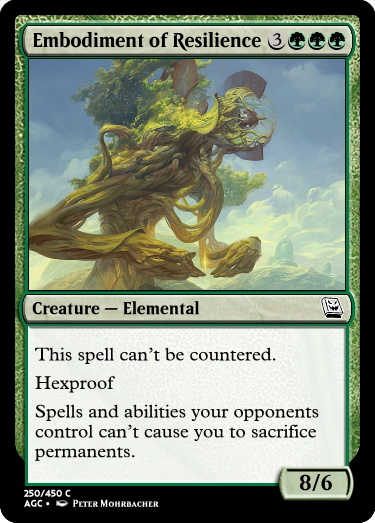 Embodiment of Resilience 3
Creature — Elemental
This spell can't be countered.
Hexproof
Spells and abilities your opponents
control can't cause you to sacrifice
permanents.
8/6
250/450 C
AGC • Peter Mohrbacher